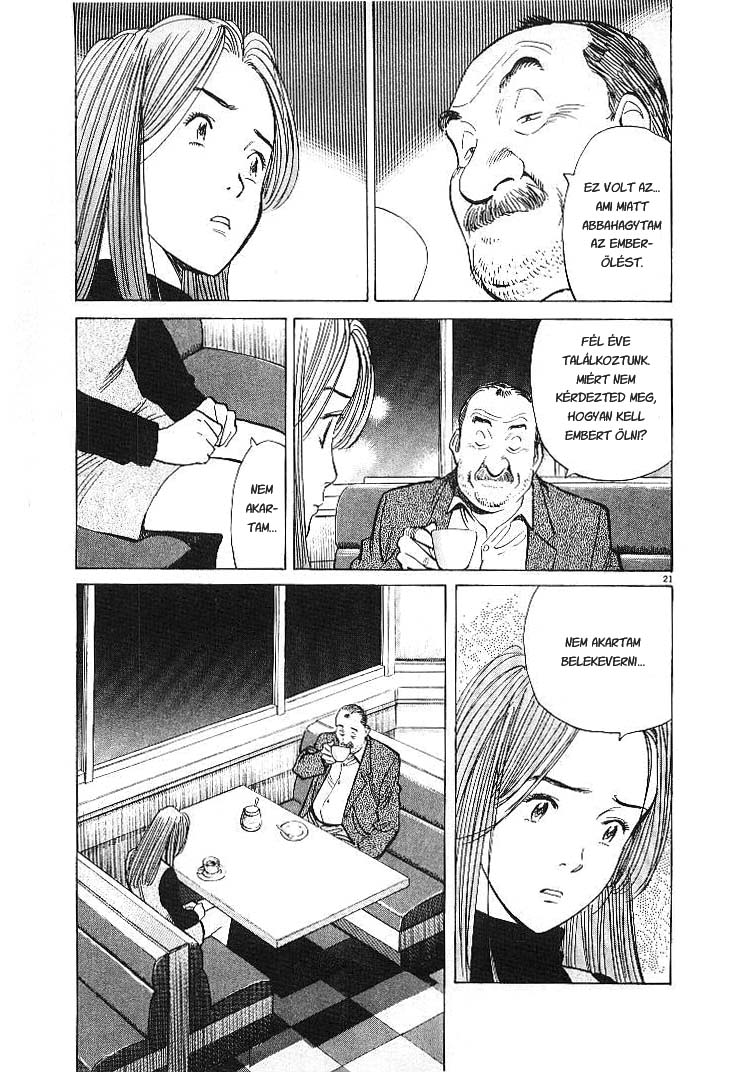 EZ VOLT AZ...
AMI MIATT
ABBAHAGYTAM
AZ EMBER-
ÖLÉST.
FÉL ÉVE
TALÁLKOZTUNK.
MIÉRT NEM
KÉRDEZTED MEG,
HOGYAN KELL
EMBERT ÖLNI?
NEM
AKAR-
TAM...
21
NEM AKARTAM
BELEKEVERNI...